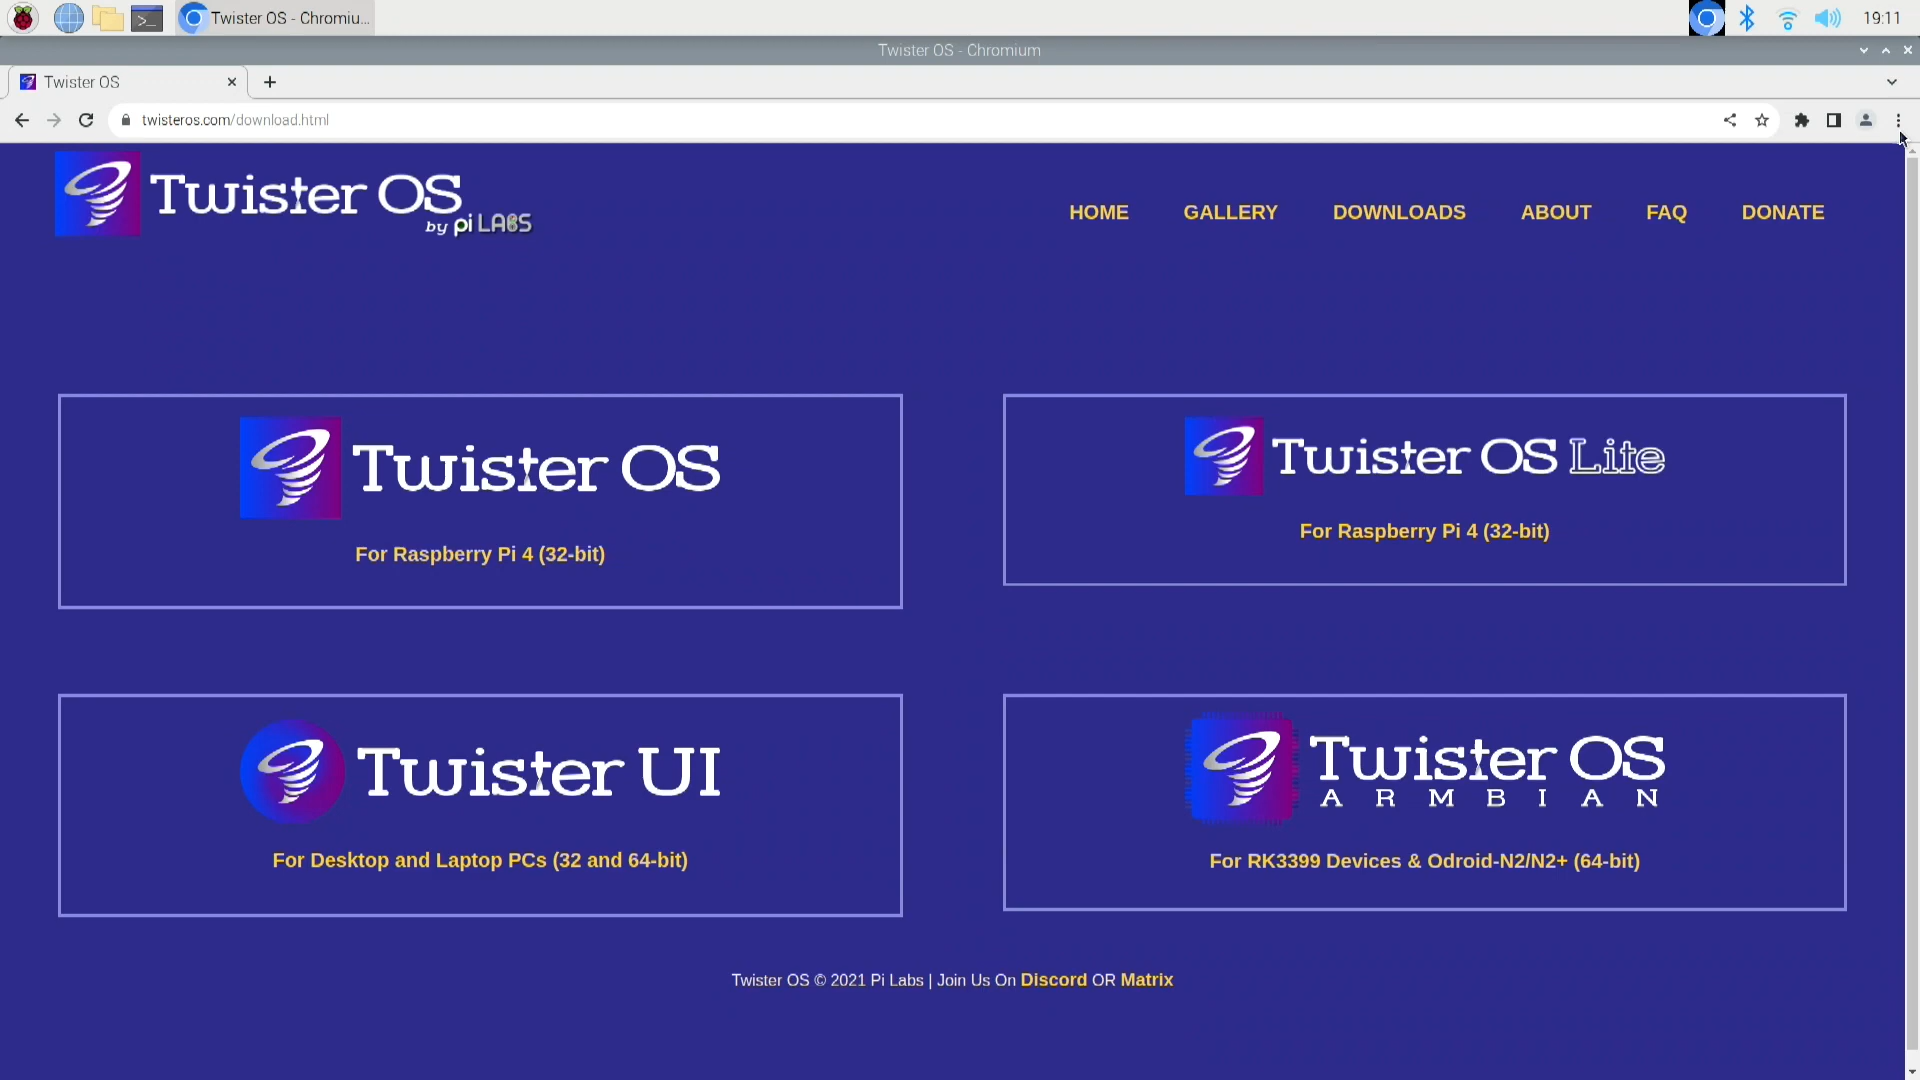 Twister OS - Chromiu...
19:11
Twister OS - Chromium
Twister OS
twisteros.com/download.html
Twister OS
by pi LABS
HOME
GALLERY
DOWNLOADS
ABOUT
FAQ
DONATE
Twister OS
For Raspberry Pi 4 (32-bit)
Twister OS Lite
For Raspberry Pi 4 (32-bit)
Twister UI
For Desktop and Laptop PCs (32 and 64-bit)
Twister OS
ARMBIAN
For RK3399 Devices & Odroid-N2/N2+ (64-bit)
Twister OS © 2021 Pi Labs | Join Us On Discord OR Matrix